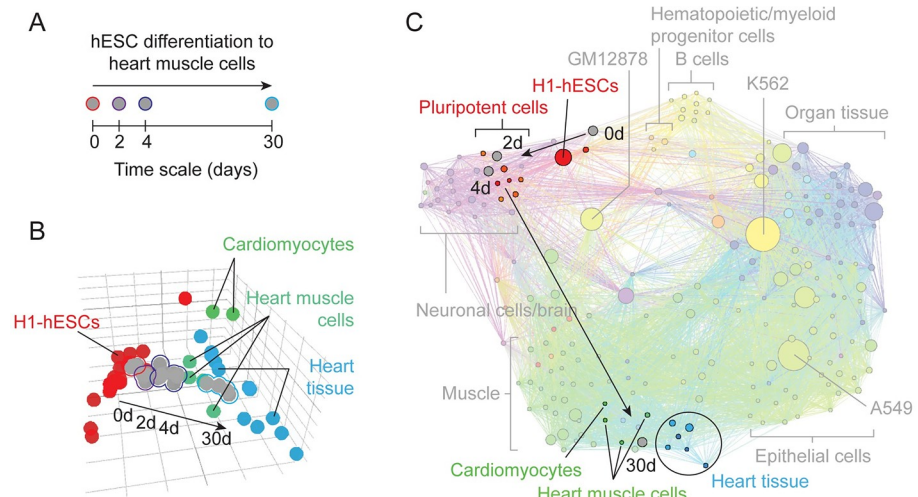 A
hESC differentiation to
heart muscle cells
0 2 4 30
Time scale (days)
B
Cardiomyocytes
H1-hESCs
Heart muscle
cells
Heart
tissue
0d
2d
4d
30d
C
Hematopoietic/myeloid
progenitor cells
GM12878
B cells
H1-hESCs
K562
Pluripotent cells
Organ tissue
2d
0d
4d
Neuronal cells/brain
Muscle
A549
30d
Epithelial cells
Cardiomyocytes
Heart tissue
Heart muscle cells